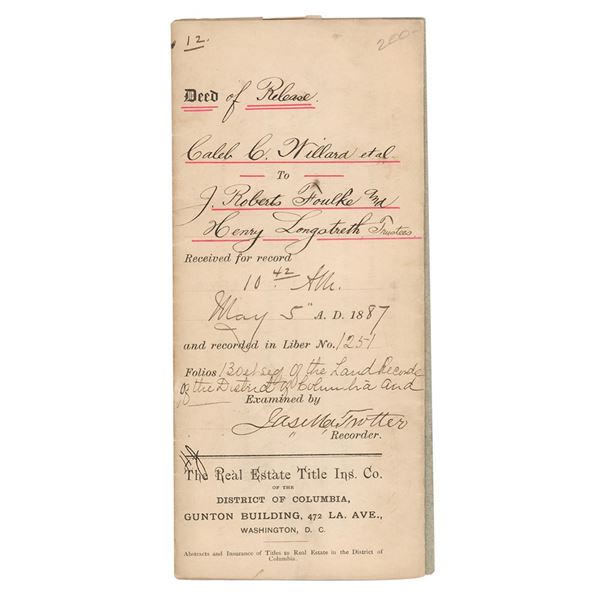 12.
200-
Deed of Release.
Caleb C. Willard et al.
To
J. Roberts Foulke and
Henry Longstreth Trustees.
Received for record
10 42 AM.
May 5" A. D. 1887
and recorded in Liber No. 1251
Folios 130 et seq of the Land Records
of the District of Columbia and
Examined by
Jas. M. Trotter
Recorder.
The Real Estate Title Ins. Co.
OF THE
DISTRICT OF COLUMBIA,
GUNTON BUILDING, 472 LA. AVE.,
WASHINGTON, D. C.
Abstracts and Insurance of Titles to Real Estate in the District of
Columbia.